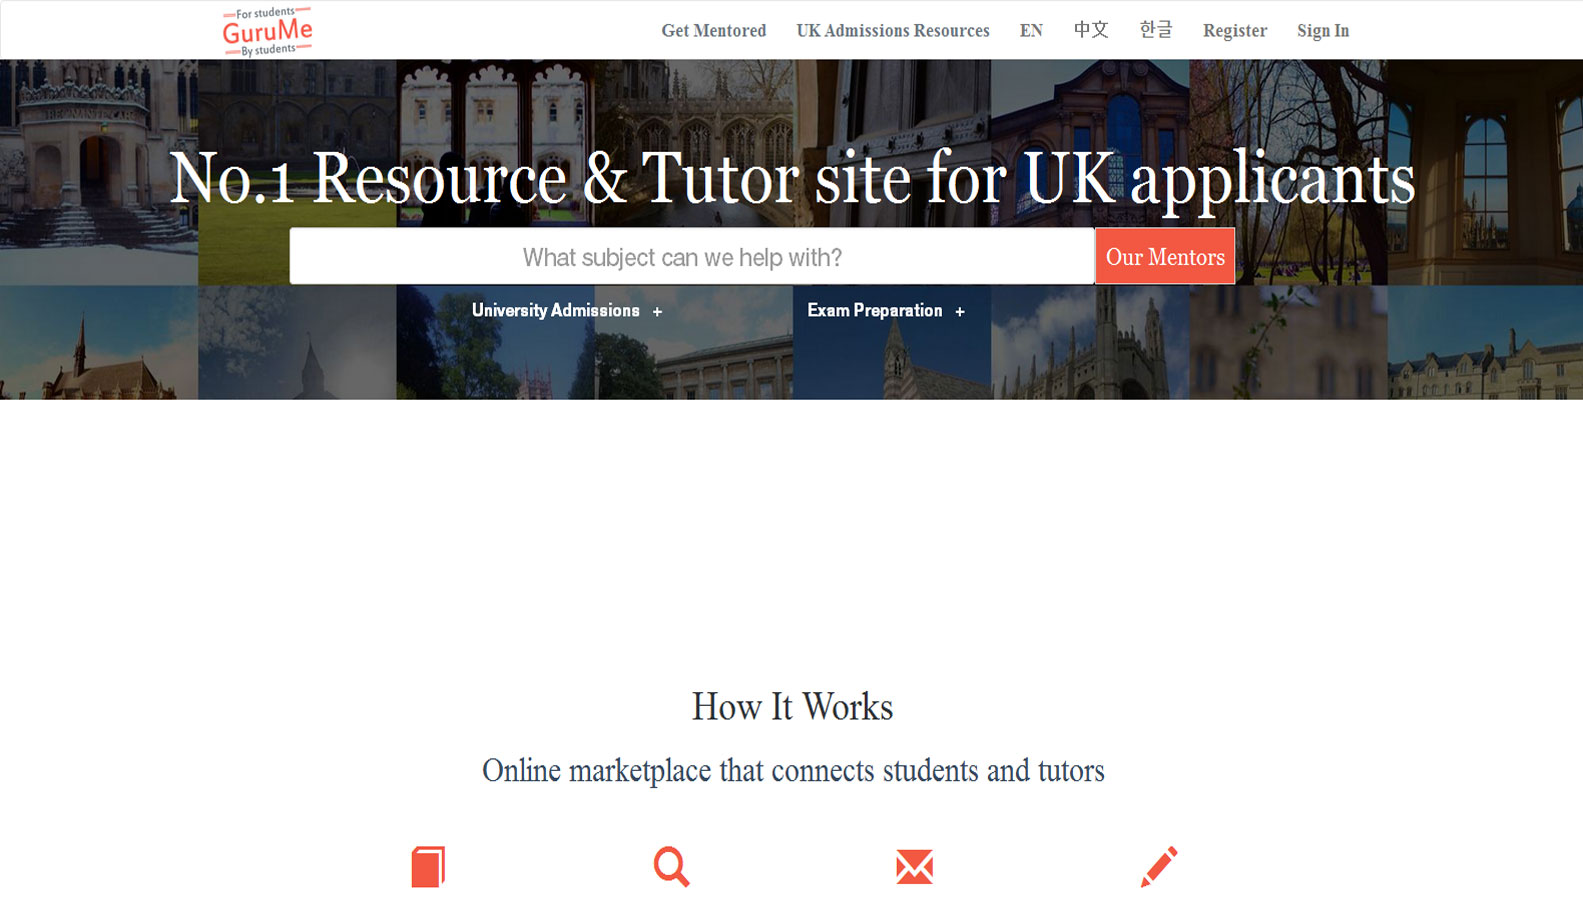 For students
GuruMe
By students
Get Mentored
UK Admissions Resources
EN
中文
한글
Register
Sign In
No.1 Resource & Tutor site for UK applicants
What subject can we help with?
Our Mentors
University Admissions +
Exam Preparation +
How It Works
Online marketplace that connects students and tutors